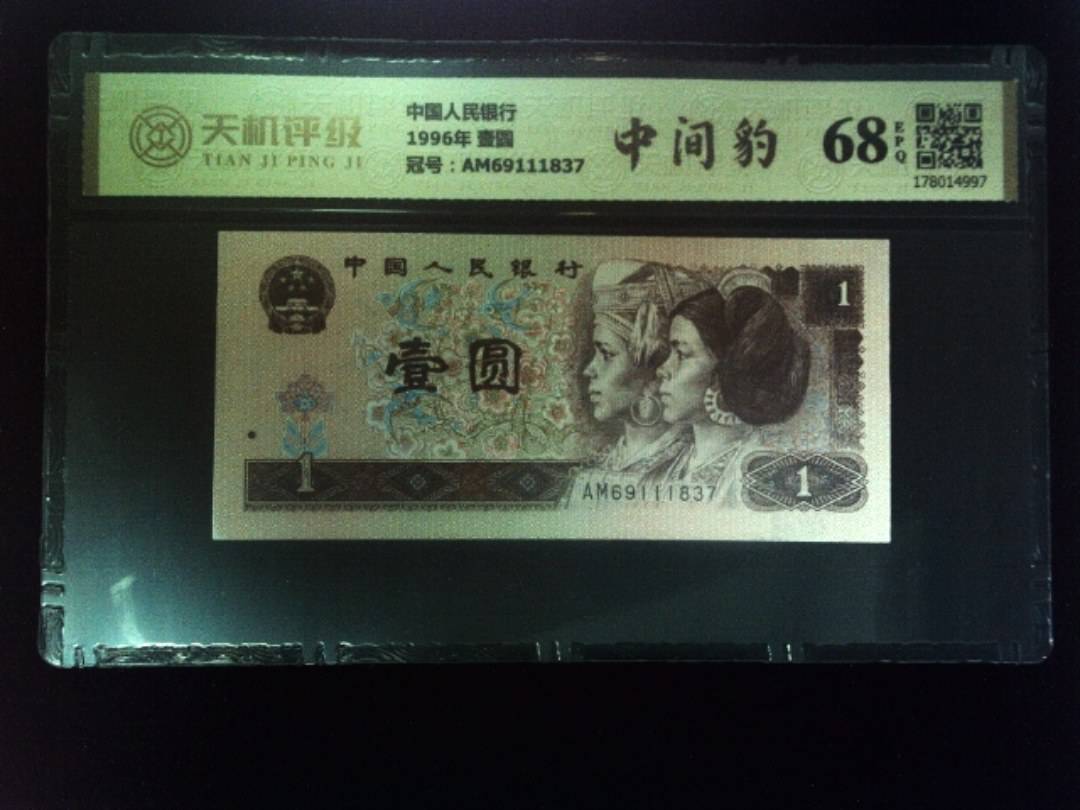 天机评级
TIAN JI PING JI
中国人民银行
1996年 壹圆
冠号：AM69111837
中间豹
68
EPQ
178014997
中国人民银行
1
壹圆
1
AM69111837
1